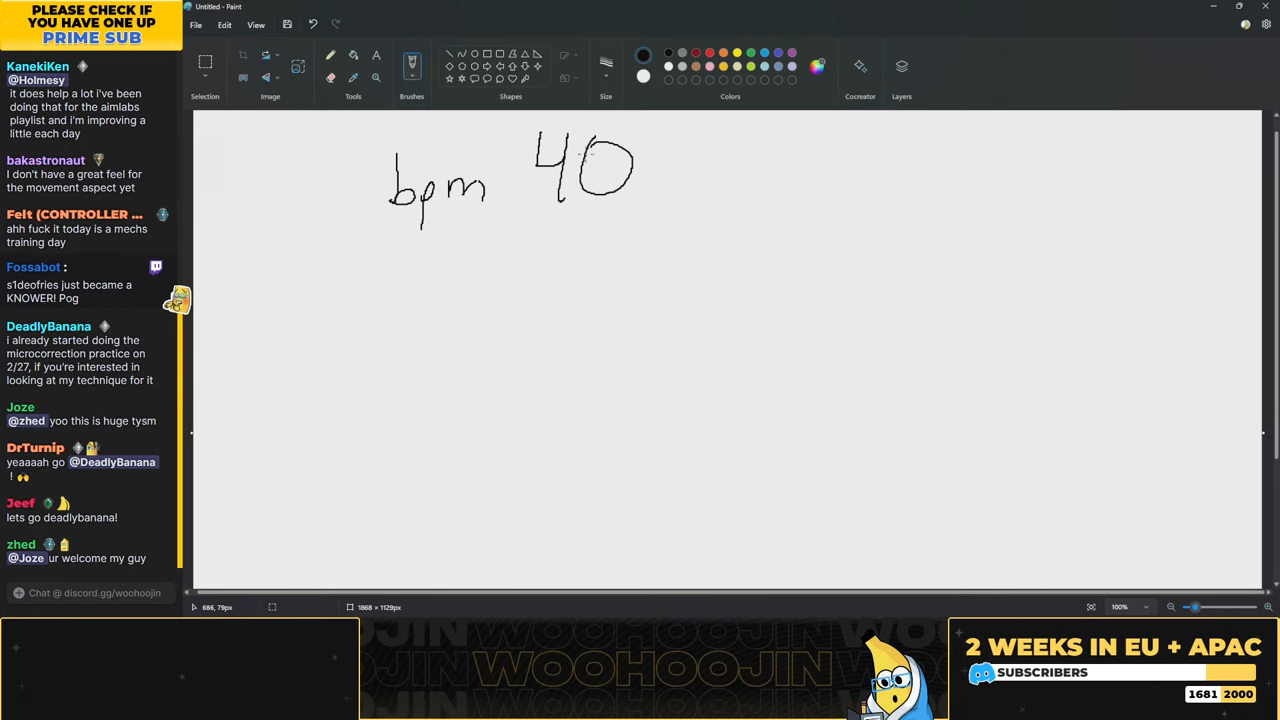 PLEASE CHECK IF
YOU HAVE ONE UP
PRIME SUB
KanekiKen
@Holmesy
it does help a lot i've been
doing that for the aimlabs
playlist and i'm improving a
little each day
bakastronaut
I don't have a great feel for
the movement aspect yet
Felt (CONTROLLER ...
ahh fuck it today is a mechs
training day
Fossabot :
s1deofries just became a
KNOWER! Pog
DeadlyBanana
i already started doing the
microcorrection practice on
2/27, if you're interested in
looking at my technique for it
Joze
@zhed yoo this is huge tysm
DrTurnip
yeaaaah go @DeadlyBanana
!
Jeef
lets go deadlybanana!
zhed
@Joze ur welcome my guy
Chat @ discord.gg/woohoojin
Untitled - Paint
File Edit View
Selection Image Tools Brushes Shapes Size Colors Cocreator Layers
bpm 40
686, 79px
1868 × 1129px
100%
WOOHOOJIN
2 WEEKS IN EU + APAC
SUBSCRIBERS
1681 2000